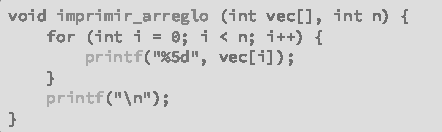 void imprimir_arreglo (int vec[], int n) {
    for (int i = 0; i < n; i++) {
        printf("%5d", vec[i]);
    }
    printf("\n");
}